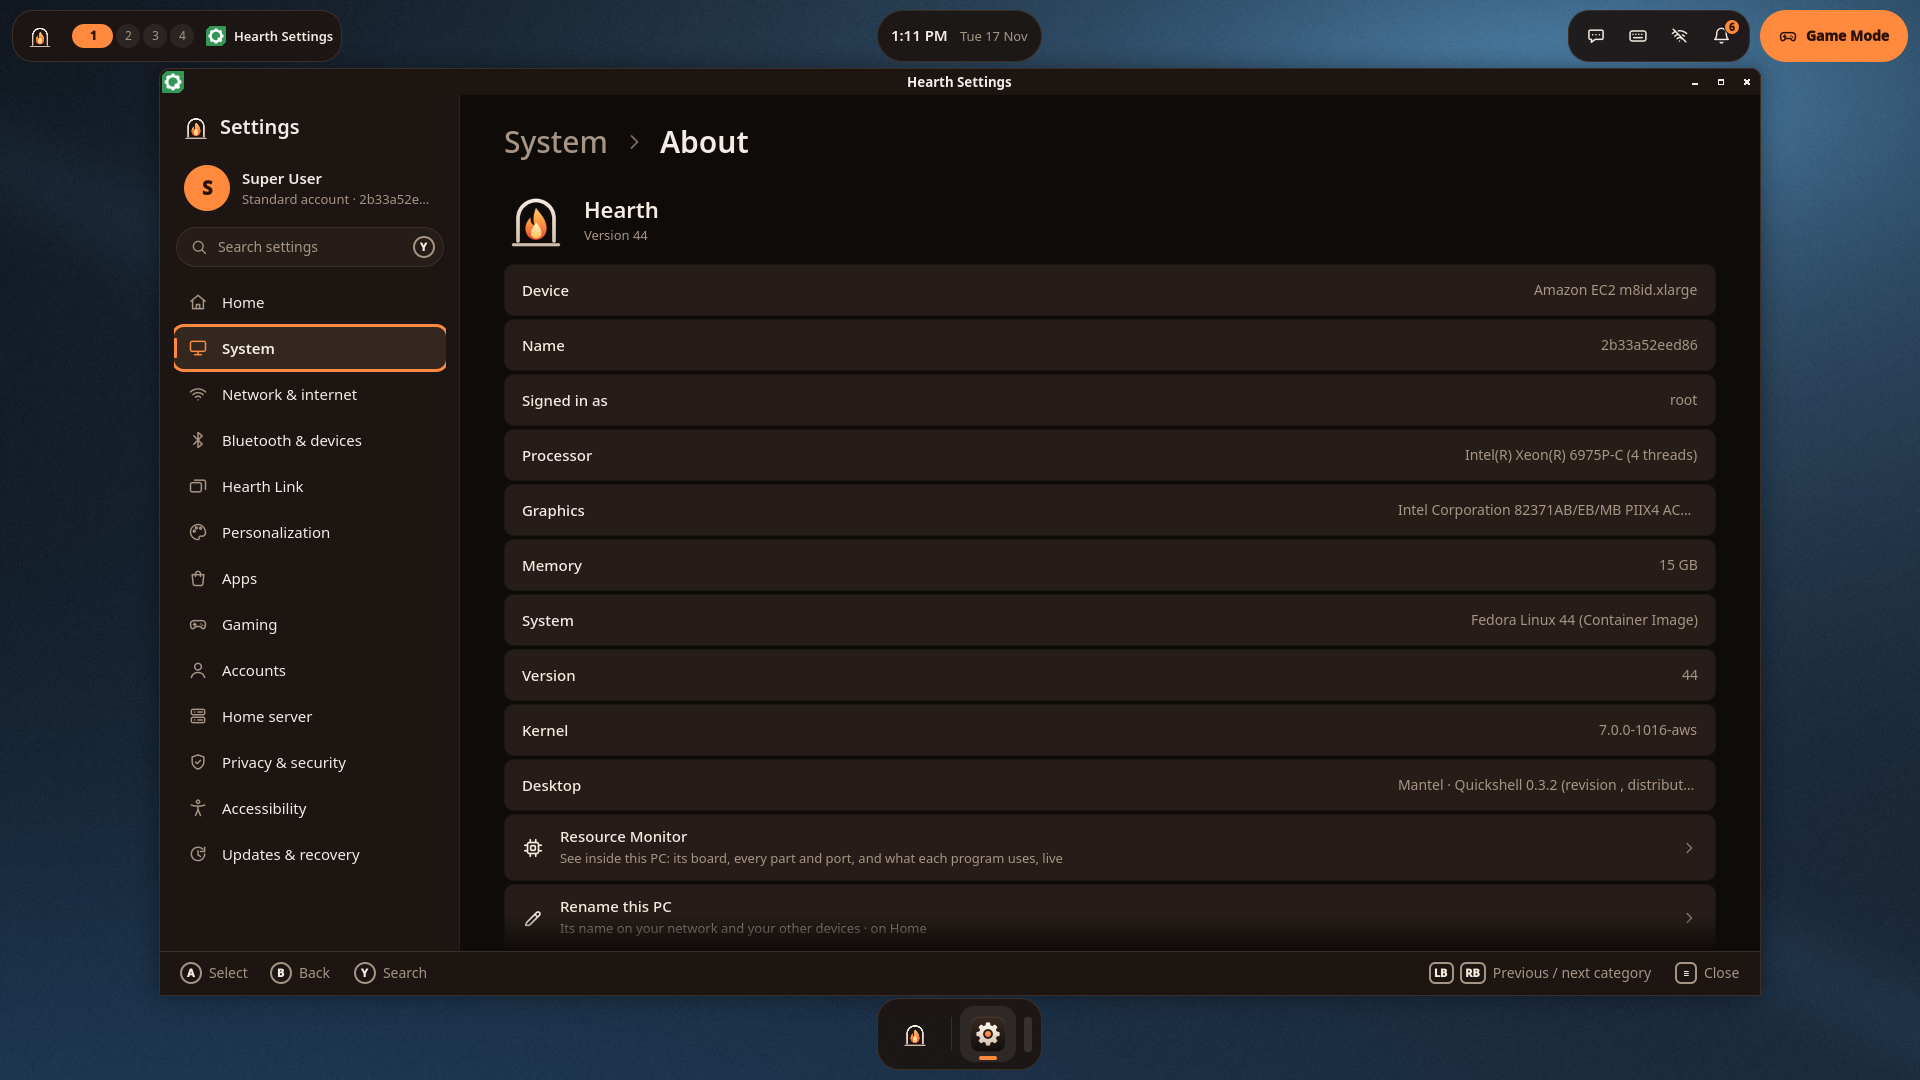 1 2 3 4 Hearth Settings
1:11 PM Tue 17 Nov
6
Game Mode
Hearth Settings
Settings
S
Super User
Standard account · 2b33a52e...
Search settings Y
Home
System
Network & internet
Bluetooth & devices
Hearth Link
Personalization
Apps
Gaming
Accounts
Home server
Privacy & security
Accessibility
Updates & recovery
System > About
Hearth
Version 44
Device Amazon EC2 m8id.xlarge
Name 2b33a52eed86
Signed in as root
Processor Intel(R) Xeon(R) 6975P-C (4 threads)
Graphics Intel Corporation 82371AB/EB/MB PIIX4 AC...
Memory 15 GB
System Fedora Linux 44 (Container Image)
Version 44
Kernel 7.0.0-1016-aws
Desktop Mantel · Quickshell 0.3.2 (revision , distribut...
Resource Monitor
See inside this PC: its board, every part and port, and what each program uses, live
Rename this PC
Its name on your network and your other devices · on Home
A Select B Back Y Search
LB RB Previous / next category ≡ Close